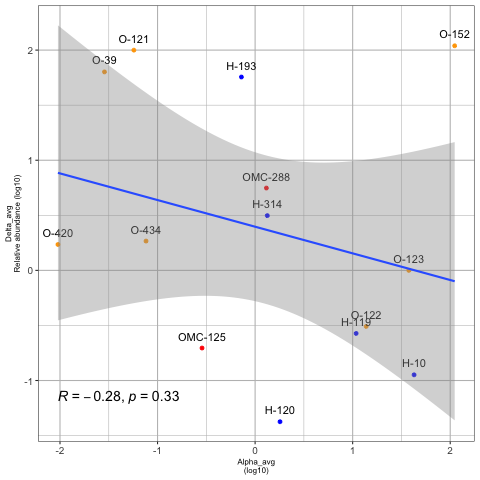 O-152
O-121
O-39
H-193
OMC-288
H-314
O-420
O-434
O-123
O-122
H-119
OMC-125
H-10
H-120
R = −0.28, p = 0.33
2
1
0
-1
-2
-1
0
1
2
Delta_avg
Relative abundance (log10)
Alpha_avg
(log10)